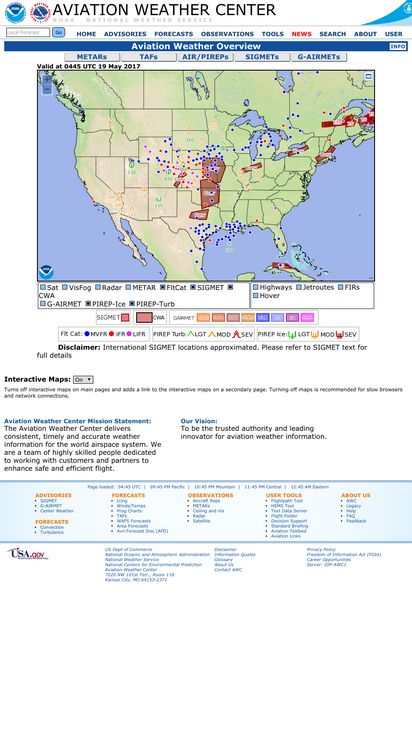 AVIATION WEATHER CENTER
NOAA NATIONAL WEATHER SERVICE
Local Forecast Go HOME ADVISORIES FORECASTS OBSERVATIONS TOOLS NEWS SEARCH ABOUT USER
Aviation Weather Overview INFO
METARs TAFs AIR/PIREPS SIGMETS G-AIRMETS
Valid at 0445 UTC 19 May 2017
Sat VisFog Radar METAR FltCat SIGMET
CWA
G-AIRMET PIREP-Ice PIREP-Turb
Highways Jetroutes FIRs
Hover
SIGMET CWA GAIRMET
Flt Cat: MVFR IFR LIFR PIREP Turb: LGT MOD SEV PIREP Ice: LGT MOD SEV
Disclaimer: International SIGMET locations approximated. Please refer to SIGMET text for
full details
Interactive Maps: On
Turns off interactive maps on main pages and adds a link to the interactive maps on a secondary page. Turning off maps is recommended for slow browsers
and network connections.
Aviation Weather Center Mission Statement:
The Aviation Weather Center delivers
consistent, timely and accurate weather
information for the world airspace system. We
are a team of highly skilled people dedicated
to working with customers and partners to
enhance safe and efficient flight.
Our Vision:
To be the trusted authority and leading
innovator for aviation weather information.
Page loaded: 04:45 UTC | 09:45 PM Pacific | 10:45 PM Mountain | 11:45 PM Central | 12:45 AM Eastern
ADVISORIES
SIGMET
G-AIRMET
Center Weather
FORECASTS
Convection
Turbulence
FORECASTS
Icing
Winds/Temps
Prog Charts
TAFs
WAFS Forecasts
Area Forecasts
Avn Forecast Disc (AFD)
OBSERVATIONS
Aircraft Reps
METARs
Ceiling and Vis
Radar
Satellite
USER TOOLS
Flightpath Tool
HEMS Tool
Text Data Server
Flight Folder
Decision Support
Standard Briefing
Aviation Testbed
Aviation Links
ABOUT US
AWC
Legacy
Help
FAQ
Feedback
USA.gov
US Dept of Commerce
National Oceanic and Atmospheric Administration
National Weather Service
National Centers for Environmental Prediction
Aviation Weather Center
7220 NW 101st Terr., Room 118
Kansas City, MO 64153-2371
Disclaimer
Information Quality
Glossary
About Us
Contact AWC
Privacy Policy
Freedom of Information Act (FOIA)
Career Opportunities
Server: IDP-AWC1